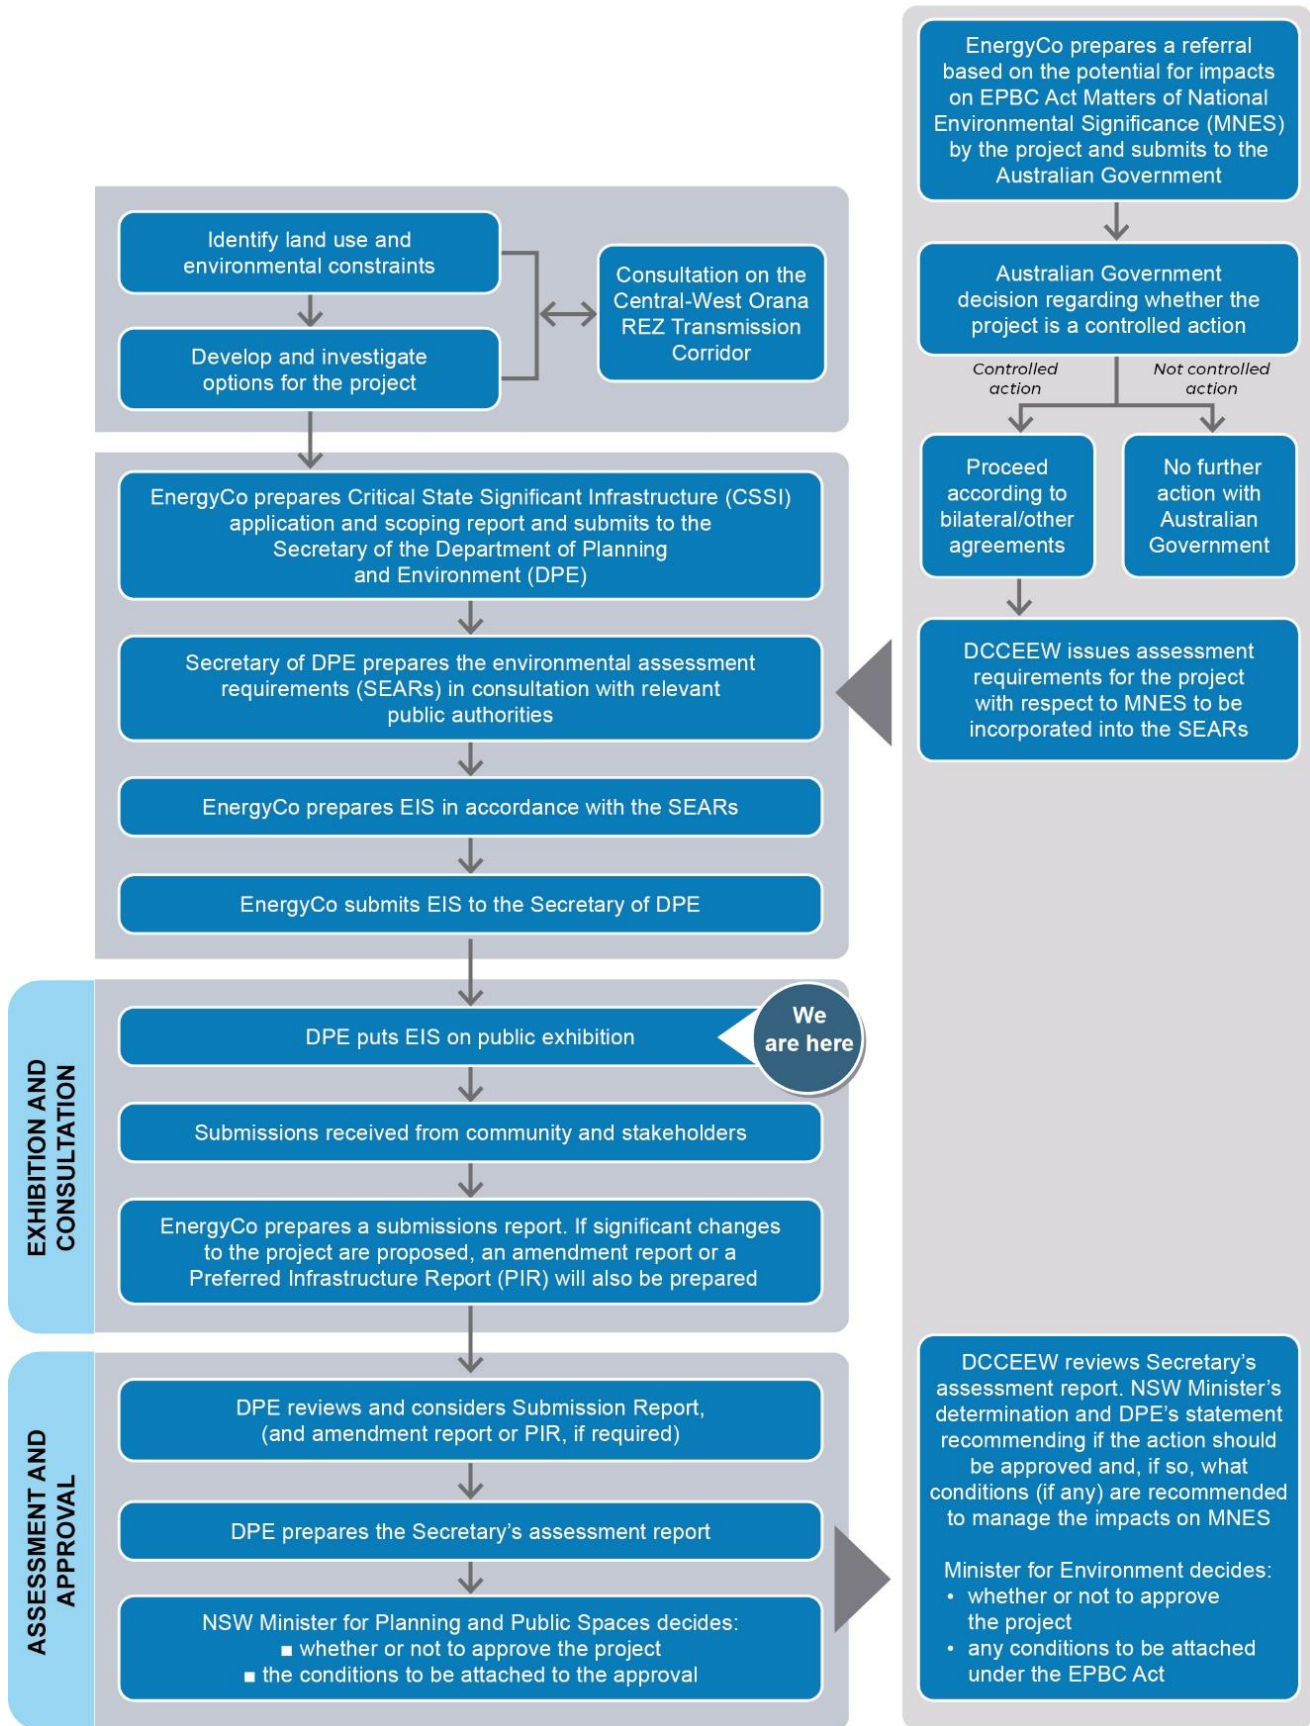 Identify land use and
environmental constraints
Develop and investigate
options for the project
Consultation on the
Central-West Orana
REZ Transmission
Corridor
EnergyCo prepares Critical State Significant Infrastructure (CSSI)
application and scoping report and submits to the
Secretary of the Department of Planning
and Environment (DPE)
Secretary of DPE prepares the environmental assessment
requirements (SEARs) in consultation with relevant
public authorities
EnergyCo prepares EIS in accordance with the SEARs
EnergyCo submits EIS to the Secretary of DPE
EXHIBITION AND
CONSULTATION
DPE puts EIS on public exhibition
We
are here
Submissions received from community and stakeholders
EnergyCo prepares a submissions report. If significant changes
to the project are proposed, an amendment report or a
Preferred Infrastructure Report (PIR) will also be prepared
ASSESSMENT AND
APPROVAL
DPE reviews and considers Submission Report,
(and amendment report or PIR, if required)
DPE prepares the Secretary's assessment report
NSW Minister for Planning and Public Spaces decides:
■ whether or not to approve the project
■ the conditions to be attached to the approval
EnergyCo prepares a referral
based on the potential for impacts
on EPBC Act Matters of National
Environmental Significance (MNES)
by the project and submits to the
Australian Government
Australian Government
decision regarding whether the
project is a controlled action
Controlled
action
Not controlled
action
Proceed
according to
bilateral/other
agreements
No further
action with
Australian
Government
DCCEEW issues assessment
requirements for the project
with respect to MNES to be
incorporated into the SEARs
DCCEEW reviews Secretary's
assessment report. NSW Minister's
determination and DPE's statement
recommending if the action should
be approved and, if so, what
conditions (if any) are recommended
to manage the impacts on MNES
Minister for Environment decides:
• whether or not to approve
the project
• any conditions to be attached
under the EPBC Act